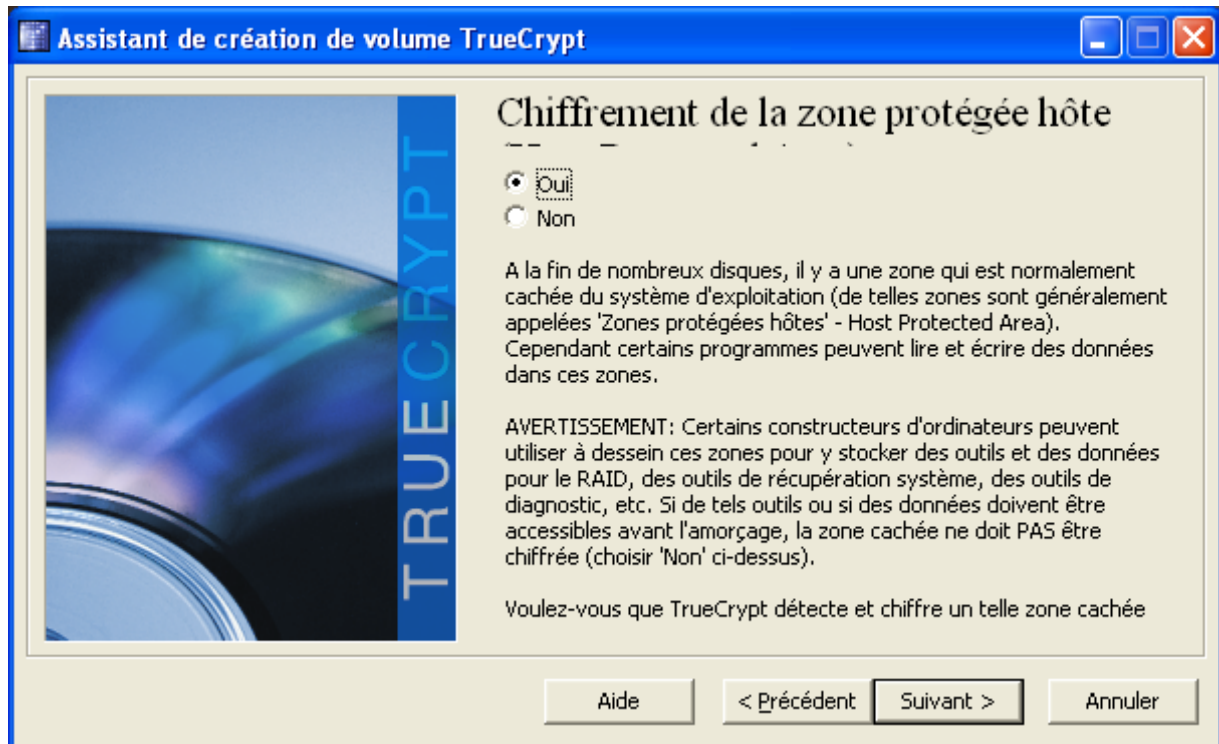 Assistant de création de volume TrueCrypt
TRUECRYPT
Chiffrement de la zone protégée hôte
Oui
Non
A la fin de nombreux disques, il y a une zone qui est normalement
cachée du système d'exploitation (de telles zones sont généralement
appelées 'Zones protégées hôtes' - Host Protected Area).
Cependant certains programmes peuvent lire et écrire des données
dans ces zones.
AVERTISSEMENT: Certains constructeurs d'ordinateurs peuvent
utiliser à dessein ces zones pour y stocker des outils et des données
pour le RAID, des outils de récupération système, des outils de
diagnostic, etc. Si de tels outils ou si des données doivent être
accessibles avant l'amorçage, la zone cachée ne doit PAS être
chiffrée (choisir 'Non' ci-dessus).
Voulez-vous que TrueCrypt détecte et chiffre un telle zone cachée
Aide
< Précédent
Suivant >
Annuler